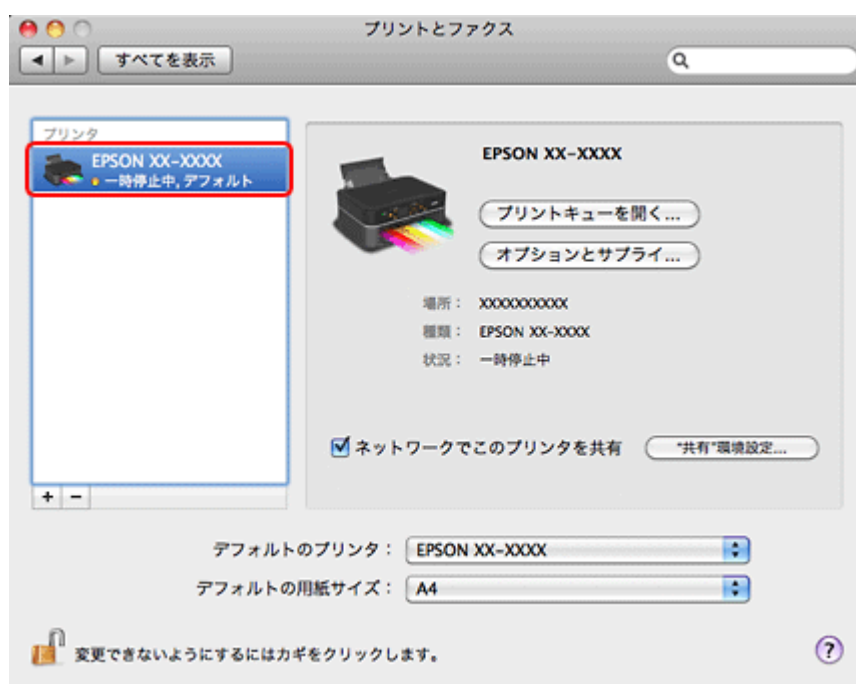 プリントとファクス
すべてを表示
プリンタ
EPSON XX-XXXX
一時停止中, デフォルト
EPSON XX-XXXX
プリントキューを開く...
オプションとサプライ...
場所： XXXXXXXXXX
種類： EPSON XX-XXXX
状況： 一時停止中
ネットワークでこのプリンタを共有 "共有"環境設定...
+ −
デフォルトのプリンタ： EPSON XX-XXXX
デフォルトの用紙サイズ： A4
変更できないようにするにはカギをクリックします。 ?